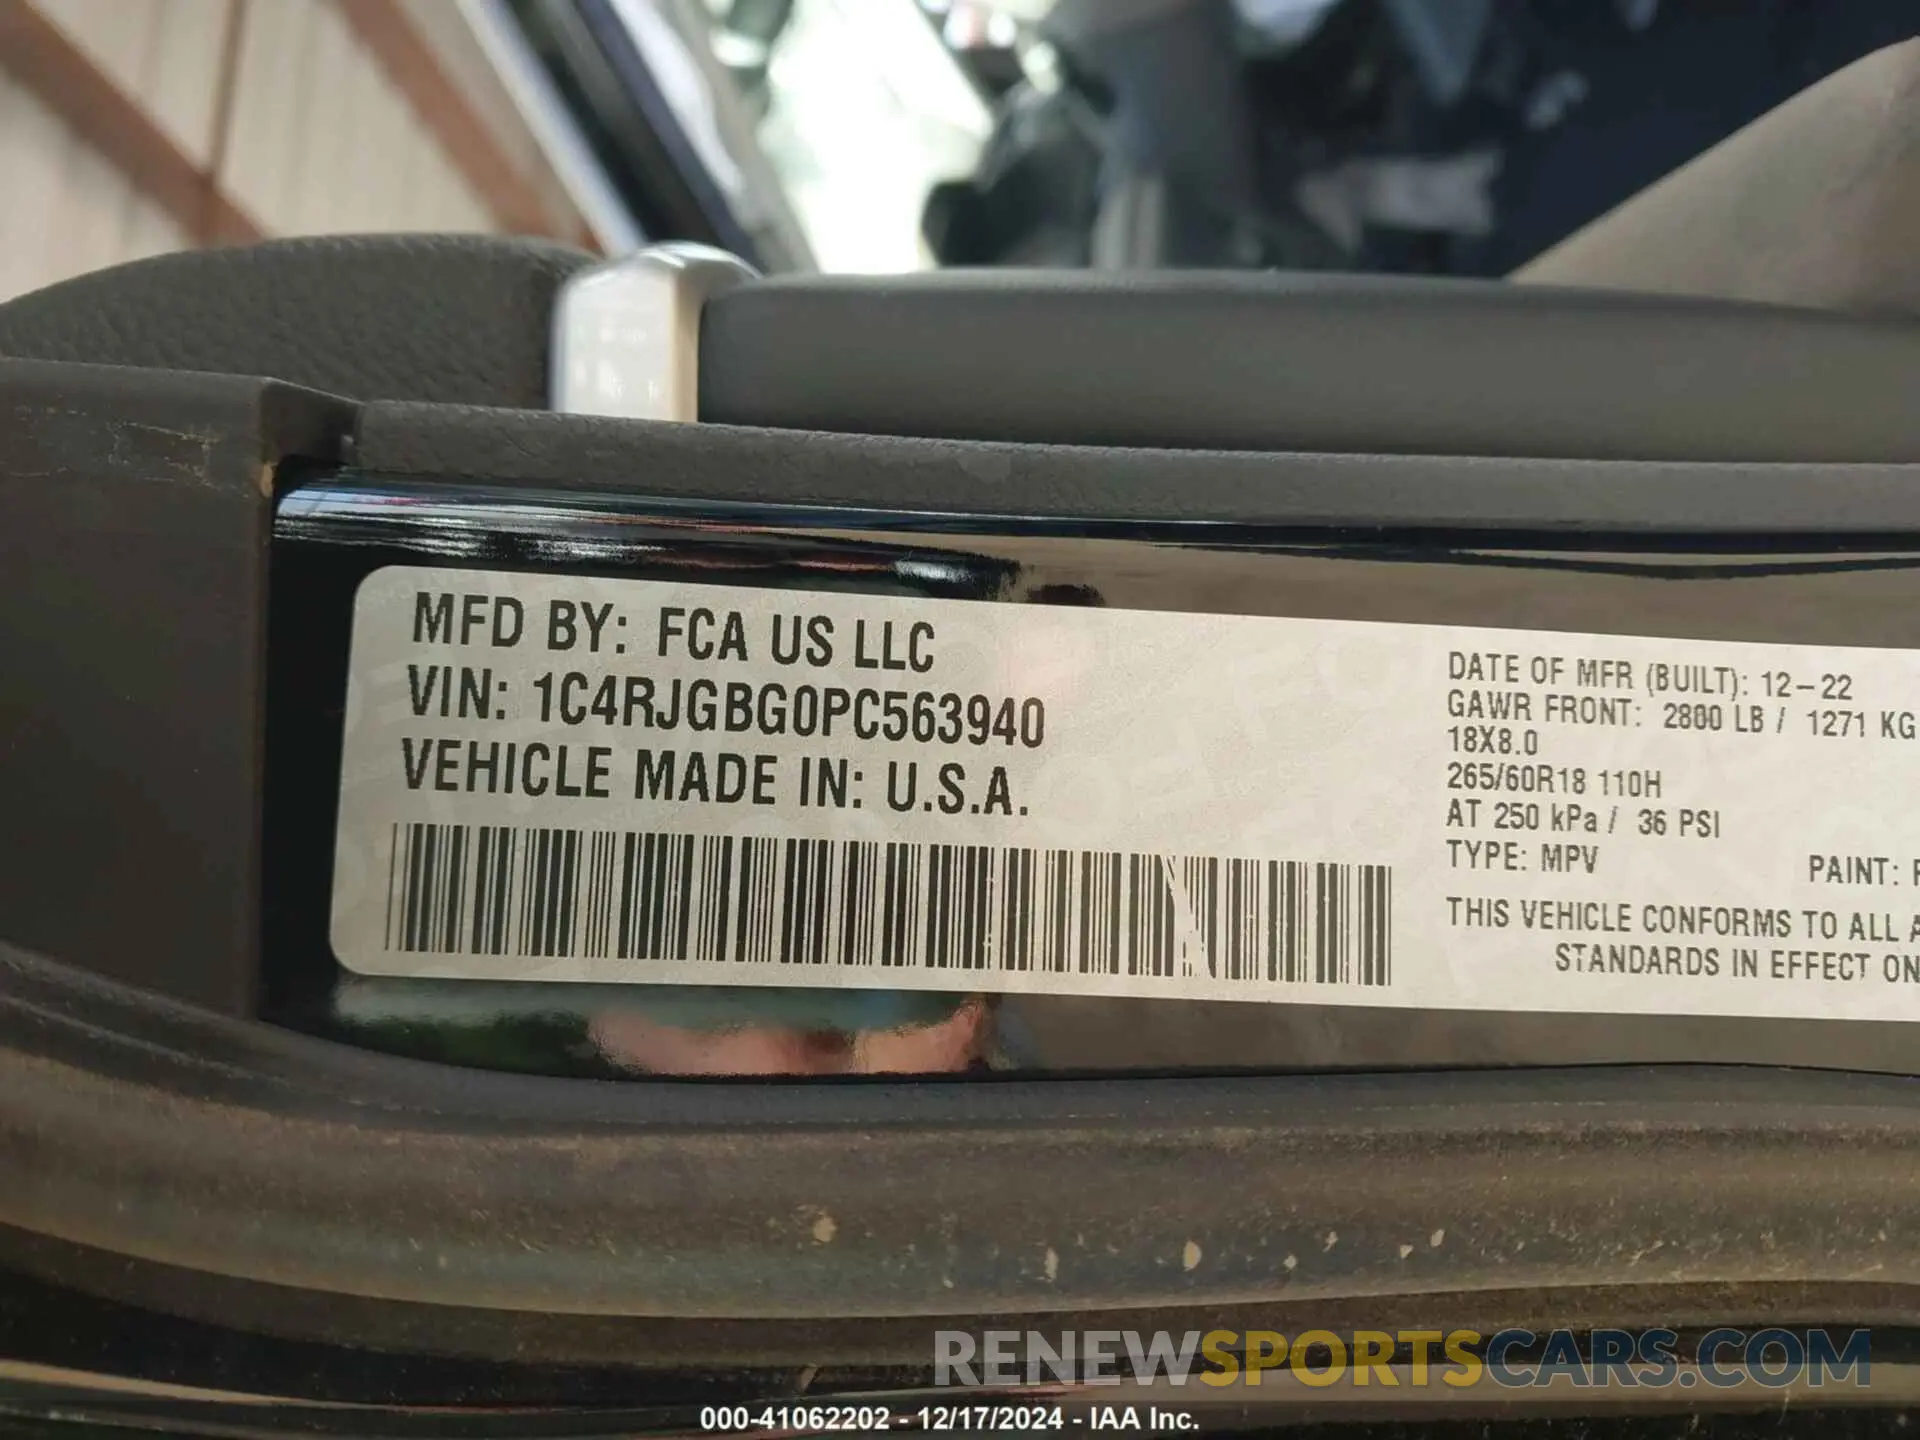 MFD BY: FCA US LLC
VIN: 1C4RJGBG0PC563940
VEHICLE MADE IN: U.S.A.
DATE OF MFR (BUILT): 12-22
GAWR FRONT: 2880 LB / 1271 KG
18X8.0
265/60R18 110H
AT 250 kPa / 36 PSI
TYPE: MPV PAINT:
THIS VEHICLE CONFORMS TO ALL
STANDARDS IN EFFECT ON
RENEWSPORTSCARS.COM
000-41062202 - 12/17/2024 - IAA Inc.